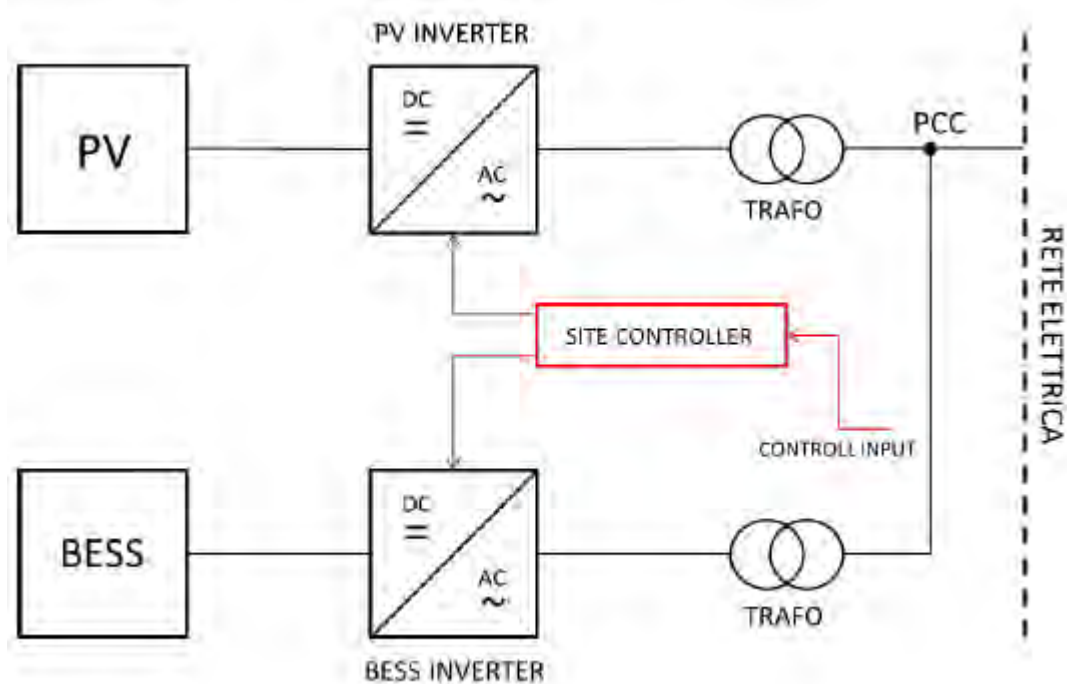 PV INVERTER
PV
DC
=
AC
~
TRAFO
PCC
SITE CONTROLLER
CONTROLL INPUT
RETE ELETTRICA
BESS
DC
=
AC
~
TRAFO
BESS INVERTER